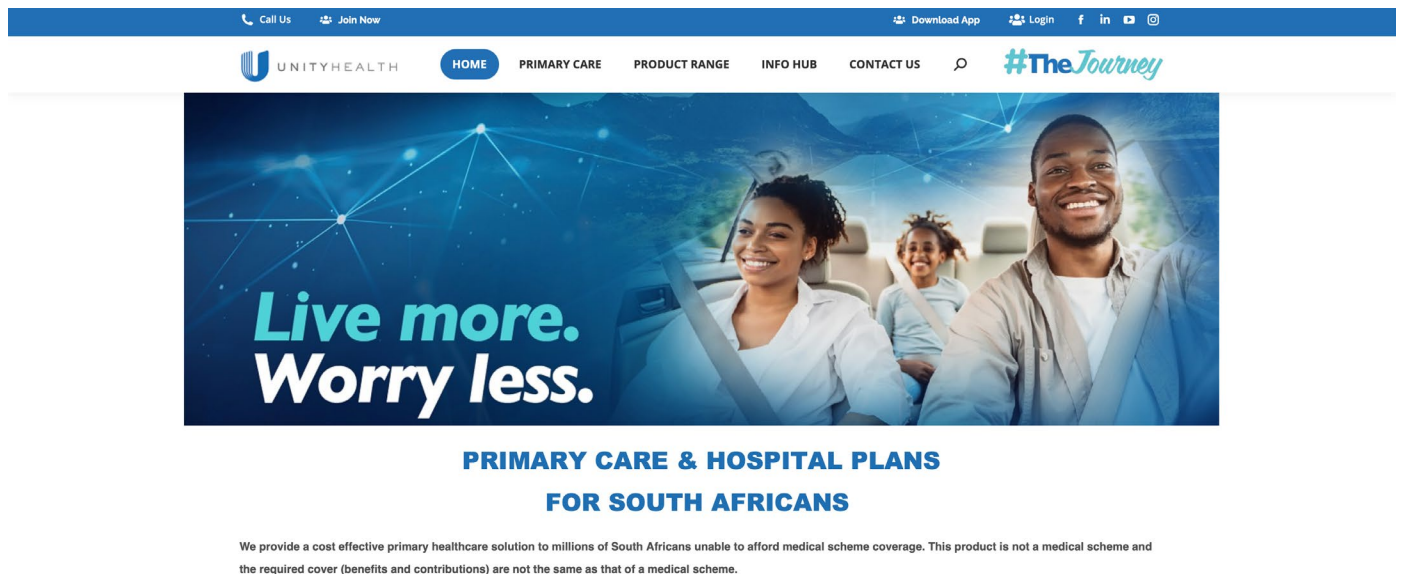 Call Us
Join Now
Download App
Login
UNITYHEALTH
HOME
PRIMARY CARE
PRODUCT RANGE
INFO HUB
CONTACT US
#TheJourney
Live more.
Worry less.
PRIMARY CARE & HOSPITAL PLANS
FOR SOUTH AFRICANS
We provide a cost effective primary healthcare solution to millions of South Africans unable to afford medical scheme coverage. This product is not a medical scheme and
the required cover (benefits and contributions) are not the same as that of a medical scheme.